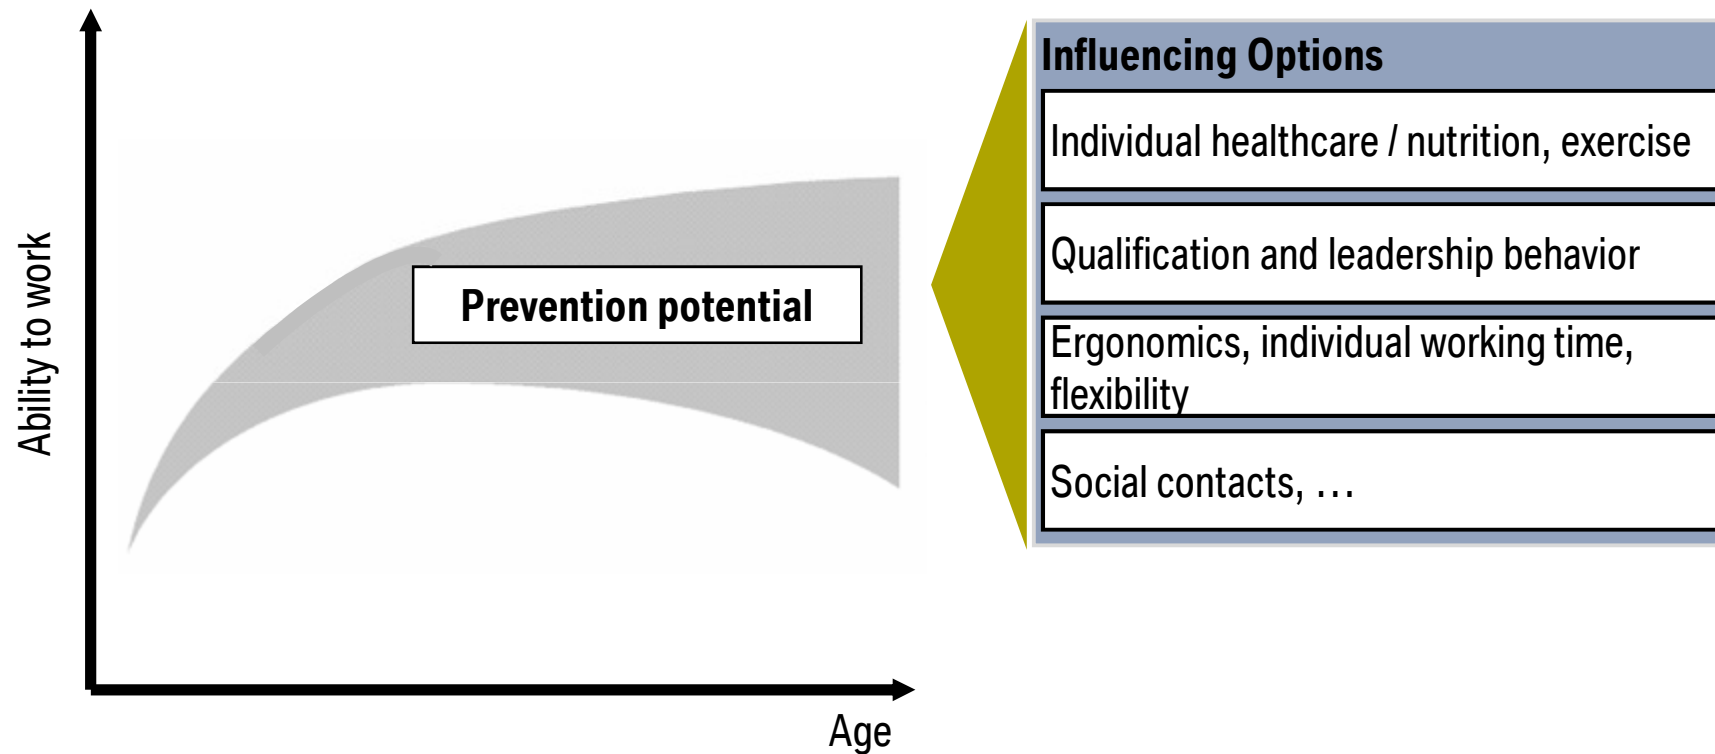 Influencing Options
Individual healthcare / nutrition, exercise
Qualification and leadership behavior
Ergonomics, individual working time,
flexibility
Social contacts, …
Prevention potential
Ability to work
Age